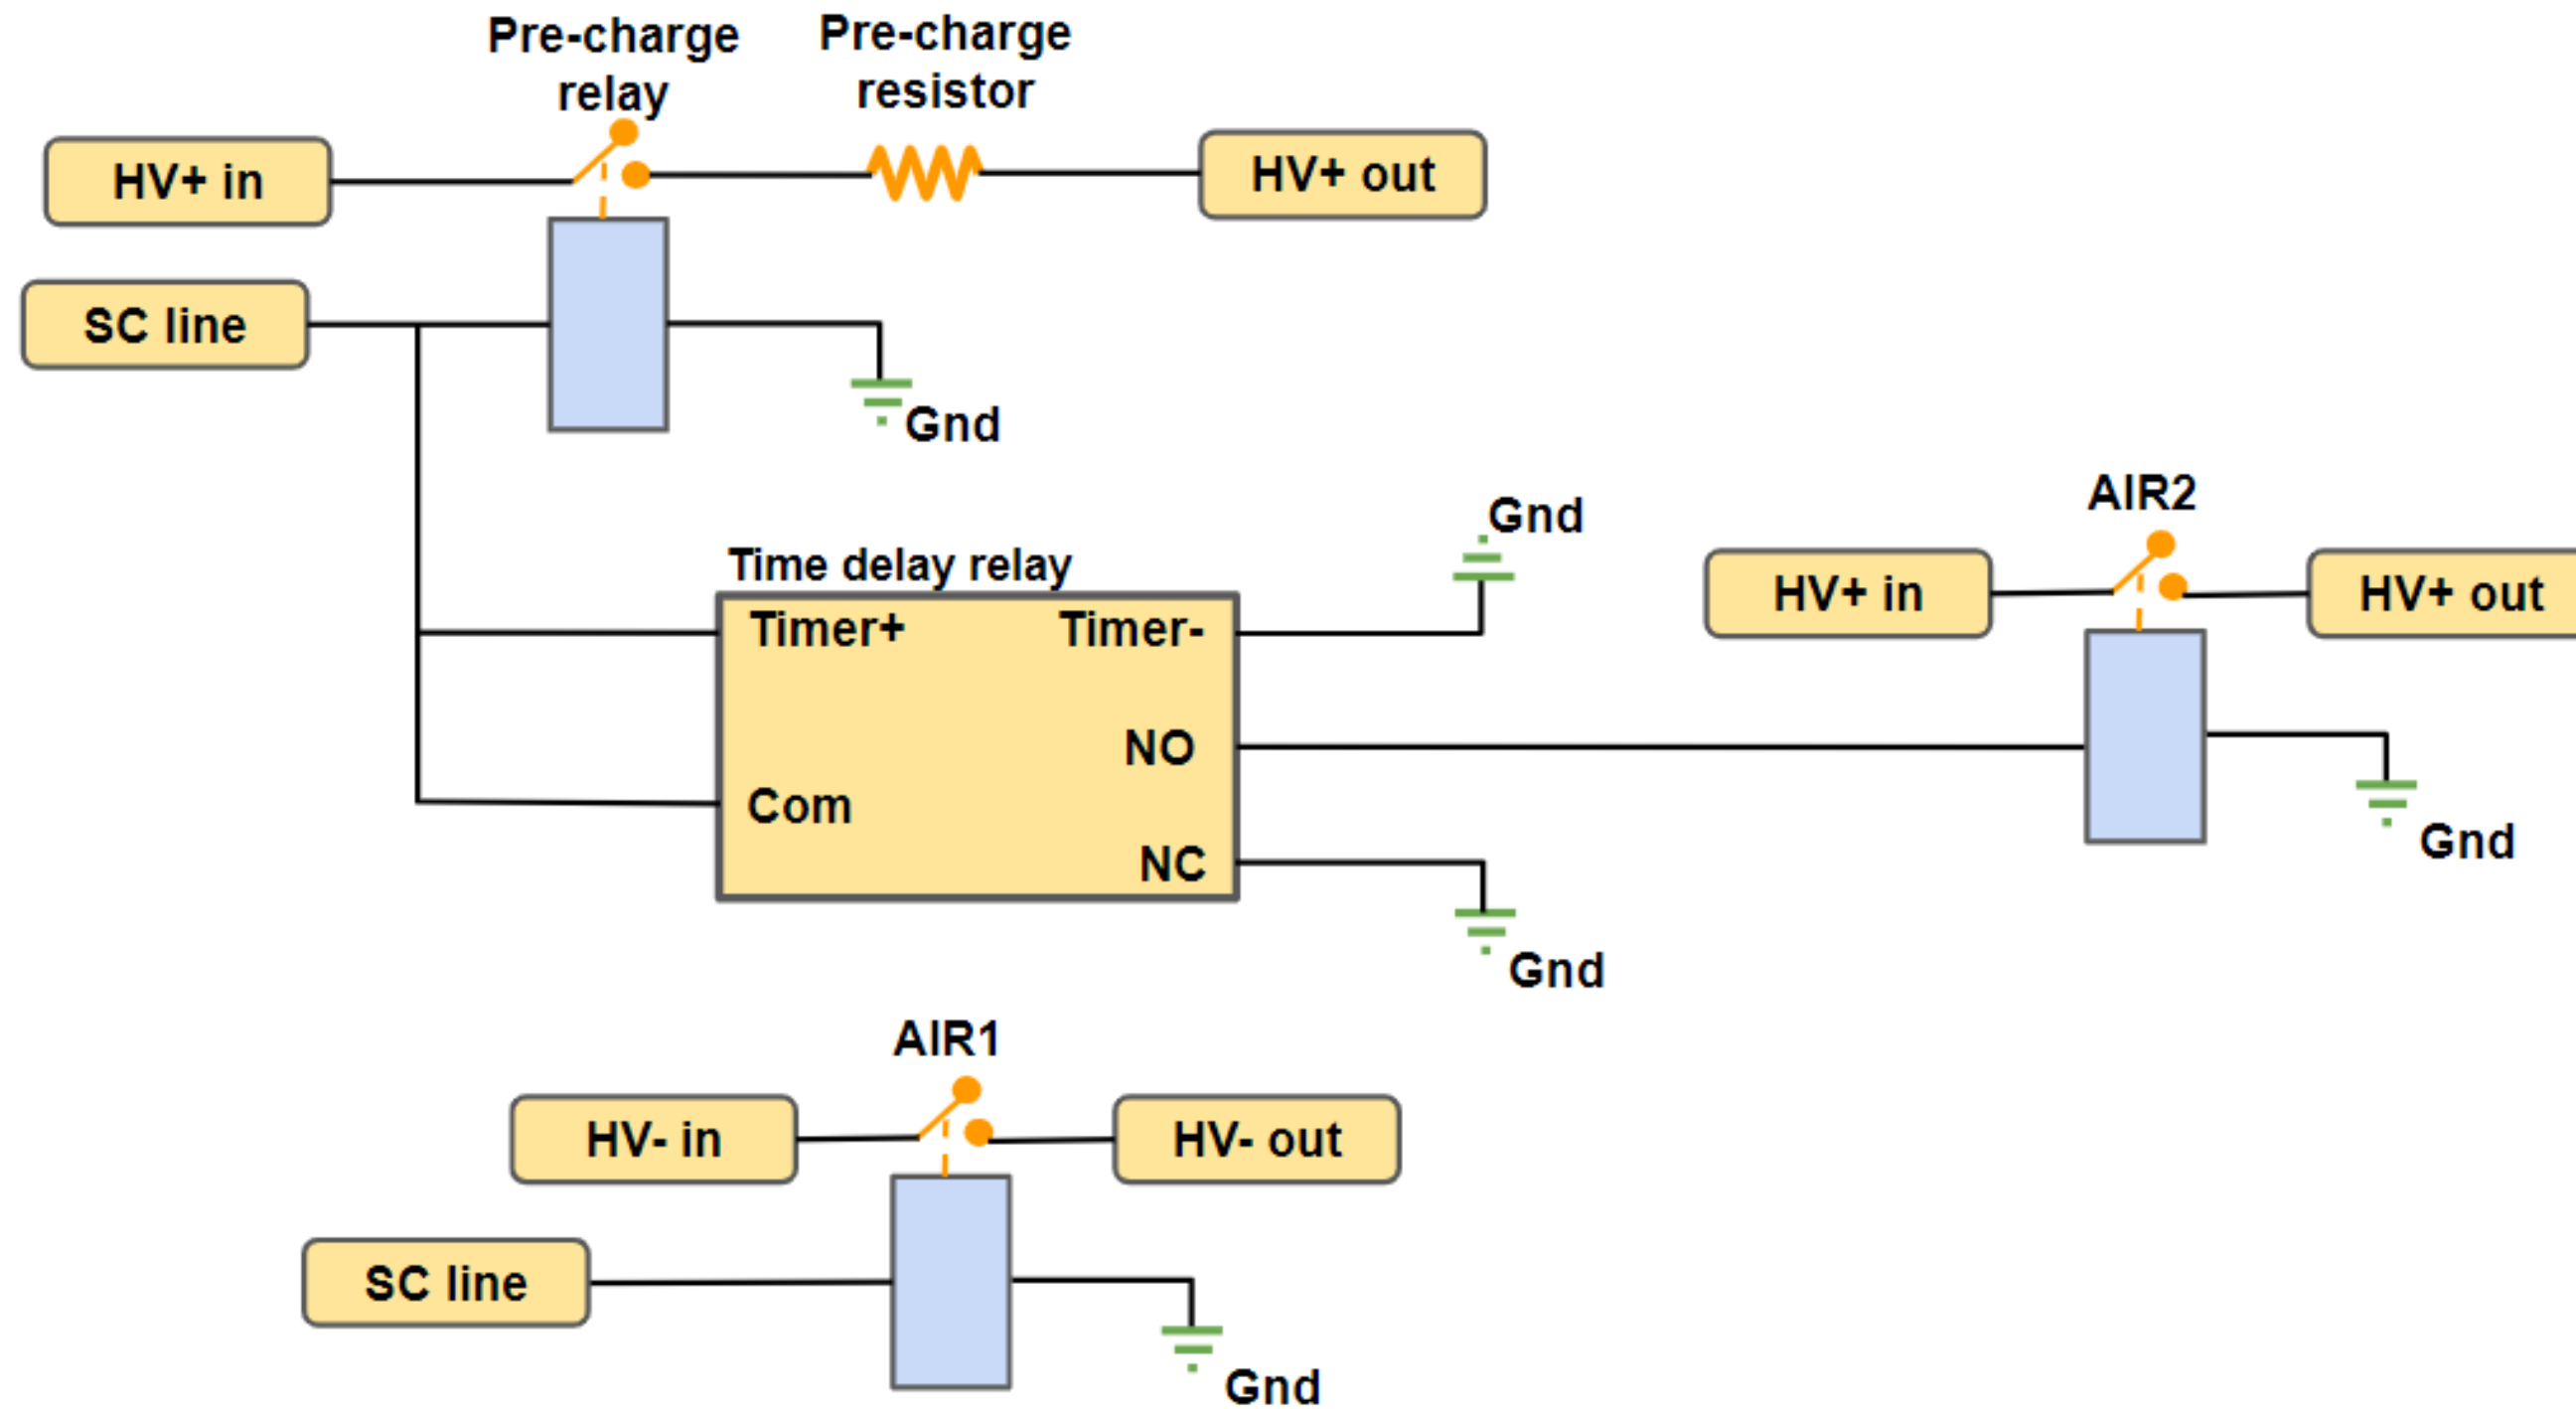 Pre-charge
relay
Pre-charge
resistor
HV+ in
HV+ out
SC line
Gnd
Gnd
AIR2
HV+ in
HV+ out
Time delay relay
Timer+
Timer-
NO
Com
NC
Gnd
Gnd
AIR1
HV- in
HV- out
SC line
Gnd